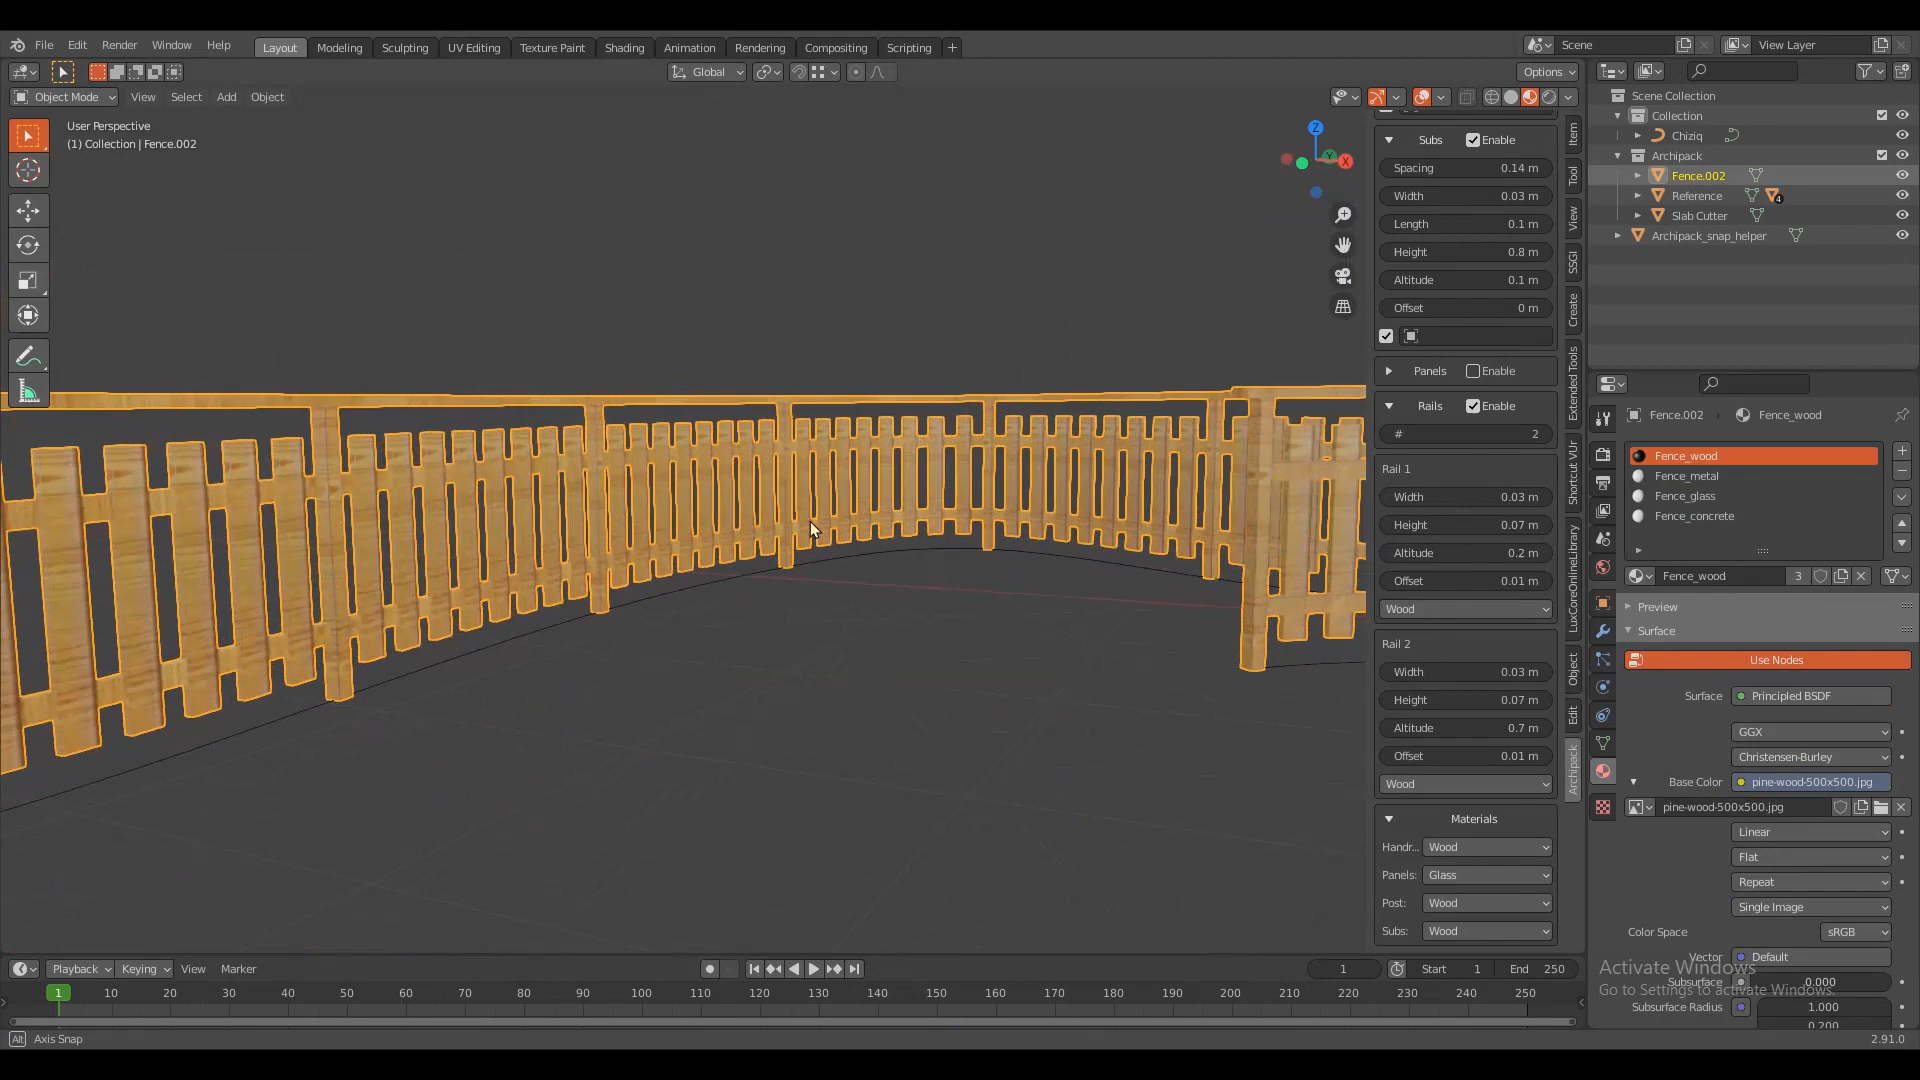 File Edit Render Window Help Layout Modeling Sculpting UV Editing Texture Paint Shading Animation Rendering Compositing Scripting + Scene View Layer
Global Options
Object Mode View Select Add Object
User Perspective
(1) Collection | Fence.002
Z
Y
X
Subs Enable
Spacing 0.14 m
Width 0.03 m
Length 0.1 m
Height 0.8 m
Altitude 0.1 m
Offset 0 m
Panels Enable
Rails Enable
# 2
Rail 1
Width 0.03 m
Height 0.07 m
Altitude 0.2 m
Offset 0.01 m
Wood
Rail 2
Width 0.03 m
Height 0.07 m
Altitude 0.7 m
Offset 0.01 m
Wood
Materials
Handr... Wood
Panels: Glass
Post: Wood
Subs: Wood
Item
Tool
View
SSGI
Create
Extended Tools
Shortcut VUr
LuxCoreOnlineLibrary
Object
Edit
Archipack
Scene Collection
Collection
Chiziq
Archipack
Fence.002
Reference 4
Slab Cutter
Archipack_snap_helper
Fence.002 Fence_wood
Fence_wood
Fence_metal
Fence_glass
Fence_concrete
Fence_wood 3
Preview
Surface
Use Nodes
Surface Principled BSDF
GGX
Christensen-Burley
Base Color pine-wood-500x500.jpg
pine-wood-500x500.jpg
Linear
Flat
Repeat
Single Image
Color Space sRGB
Vector Default
Subsurface 0.000
Subsurface Radius 1.000
0.200
Activate Windows
Go to Settings to activate Windows.
Playback Keying View Marker 1 Start 1 End 250
1 10 20 30 40 50 60 70 80 90 100 110 120 130 140 150 160 170 180 190 200 210 220 230 240 250
Alt Axis Snap 2.91.0